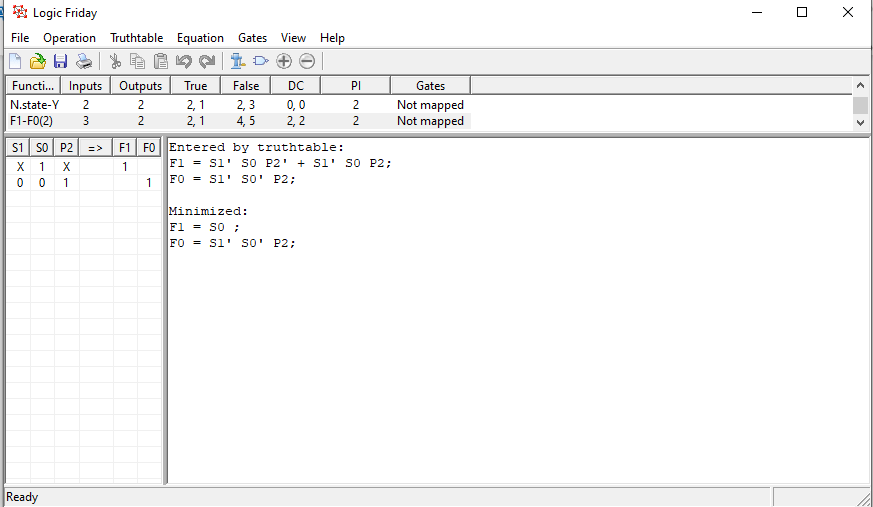 Logic Friday
File Operation Truthtable Equation Gates View Help
Functi... Inputs Outputs True False DC PI Gates
N.state-Y 2 2 2, 1 2, 3 0, 0 2 Not mapped
F1-F0(2) 3 2 2, 1 4, 5 2, 2 2 Not mapped
S1 S0 P2 => F1 F0
X 1 X 1
0 0 1 1
Entered by truthtable:
F1 = S1' S0 P2' + S1' S0 P2;
F0 = S1' S0' P2;
Minimized:
F1 = S0 ;
F0 = S1' S0' P2;
Ready